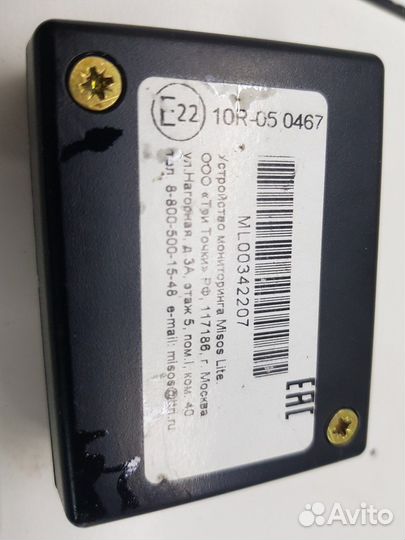 E22 10R-05 0467
ML00342207
Устройство мониторинга Misos Lite.
ООО «Три Точки» РФ, 117186, г. Москва
ул.Нагорная, д. 3А, этаж 5, пом.I, ком. 40
тел. 8-800-500-15-48 e-mail:
EAC
Avito